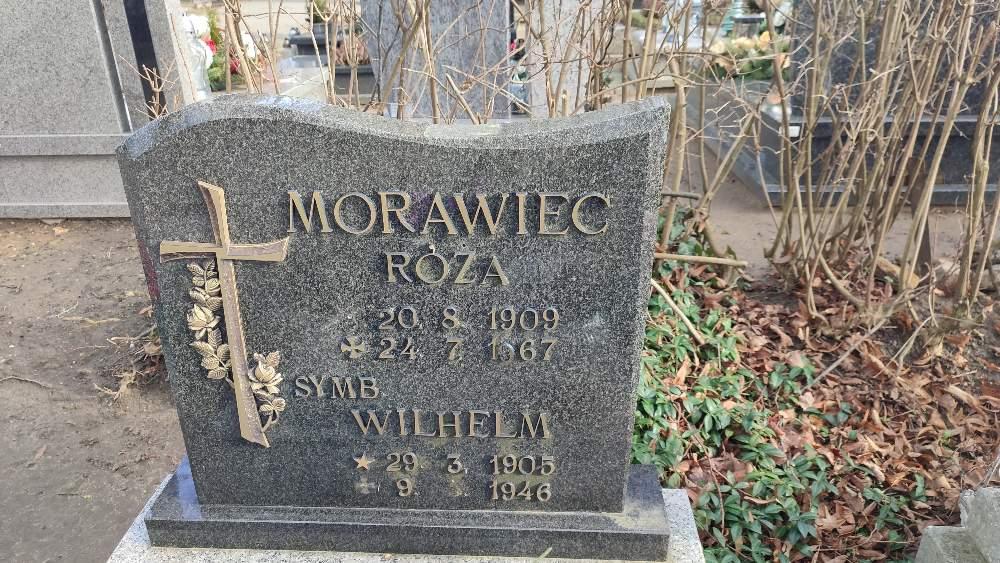 MORAWIEC
RÓŻA
20. 8. 1909
24. 7. 1967
SYMB.
WILHELM
29. 3. 1905
9. 1946